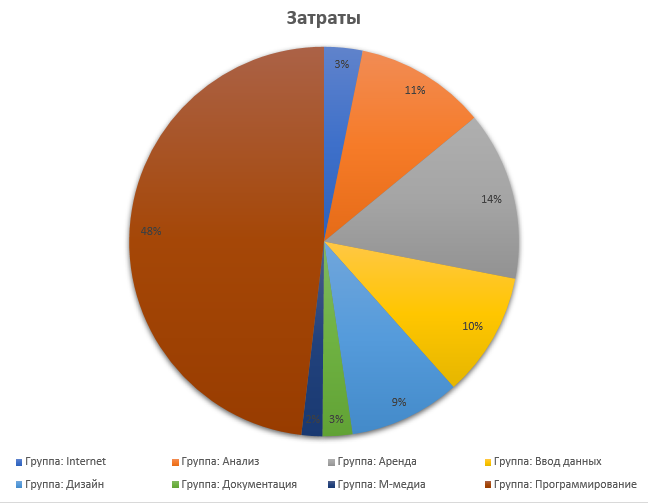 Затраты
3%
11%
14%
10%
9%
3%
48%
Группа: Internet
Группа: Анализ
Группа: Аренда
Группа: Ввод данных
Группа: Дизайн
Группа: Документация
Группа: М-медиа
Группа: Программирование